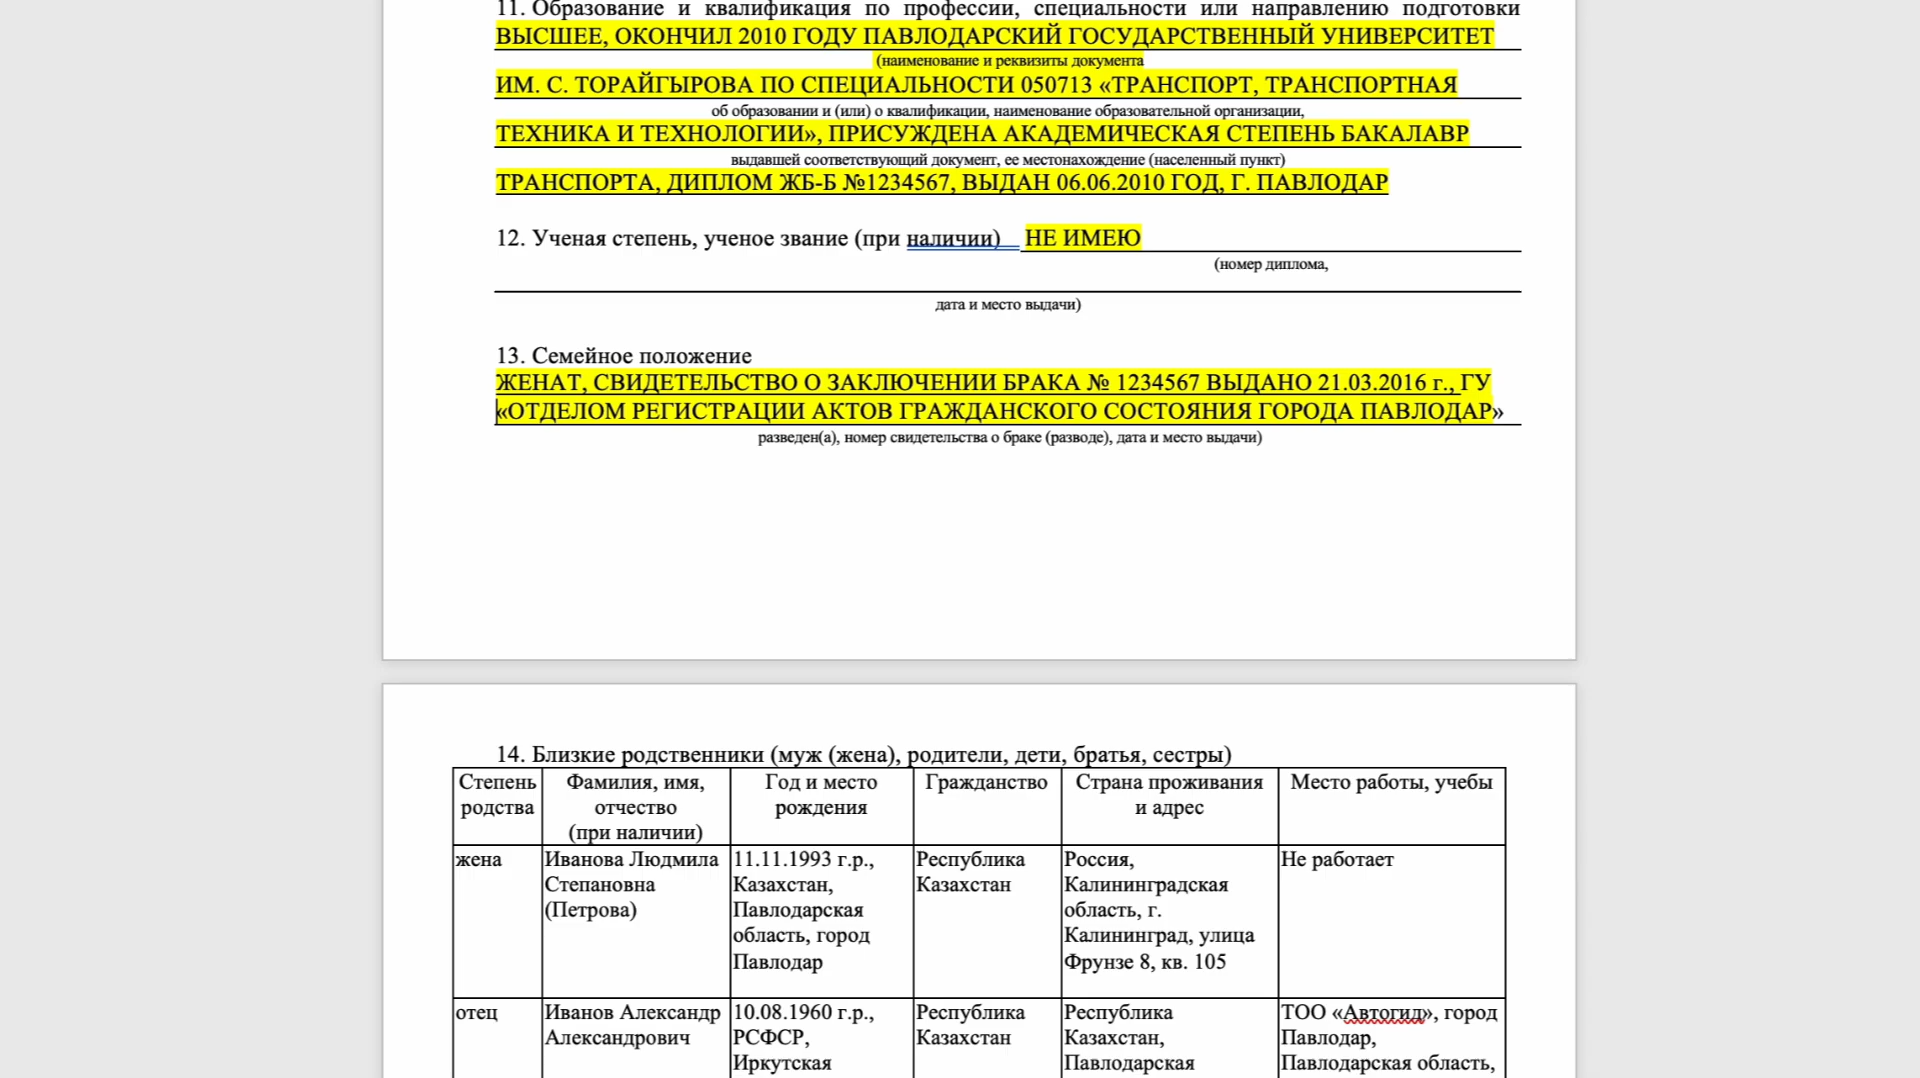 11. Образование и квалификация по профессии, специальности или направлению подготовки
ВЫСШЕЕ, ОКОНЧИЛ 2010 ГОДУ ПАВЛОДАРСКИЙ ГОСУДАРСТВЕННЫЙ УНИВЕРСИТЕТ
(наименование и реквизиты документа
ИМ. С. ТОРАЙГЫРОВА ПО СПЕЦИАЛЬНОСТИ 050713 «ТРАНСПОРТ, ТРАНСПОРТНАЯ
об образовании и (или) о квалификации, наименование образовательной организации,
ТЕХНИКА И ТЕХНОЛОГИИ», ПРИСУЖДЕНА АКАДЕМИЧЕСКАЯ СТЕПЕНЬ БАКАЛАВР
выдавшей соответствующий документ, ее местонахождение (населенный пункт)
ТРАНСПОРТА, ДИПЛОМ ЖБ-Б №1234567, ВЫДАН 06.06.2010 ГОД, Г. ПАВЛОДАР
12. Ученая степень, ученое звание (при наличии) НЕ ИМЕЮ
(номер диплома,
дата и место выдачи)
13. Семейное положение
ЖЕНАТ, СВИДЕТЕЛЬСТВО О ЗАКЛЮЧЕНИИ БРАКА № 1234567 ВЫДАНО 21.03.2016 г., ГУ
«ОТДЕЛОМ РЕГИСТРАЦИИ АКТОВ ГРАЖДАНСКОГО СОСТОЯНИЯ ГОРОДА ПАВЛОДАР»
разведен(а), номер свидетельства о браке (разводе), дата и место выдачи)
14. Близкие родственники (муж (жена), родители, дети, братья, сестры)
Степень родства
Фамилия, имя,
отчество
(при наличии)
Год и место
рождения
Гражданство
Страна проживания
и адрес
Место работы, учебы
жена
Иванова Людмила
Степановна
(Петрова)
11.11.1993 г.р.,
Казахстан,
Павлодарская
область, город
Павлодар
Республика
Казахстан
Россия,
Калининградская
область, г.
Калининград, улица
Фрунзе 8, кв. 105
Не работает
отец
Иванов Александр
Александрович
10.08.1960 г.р.,
РСФСР,
Иркутская
Республика
Казахстан
Республика
Казахстан,
Павлодарская
ТОО «Автогид», город
Павлодар,
Павлодарская область,